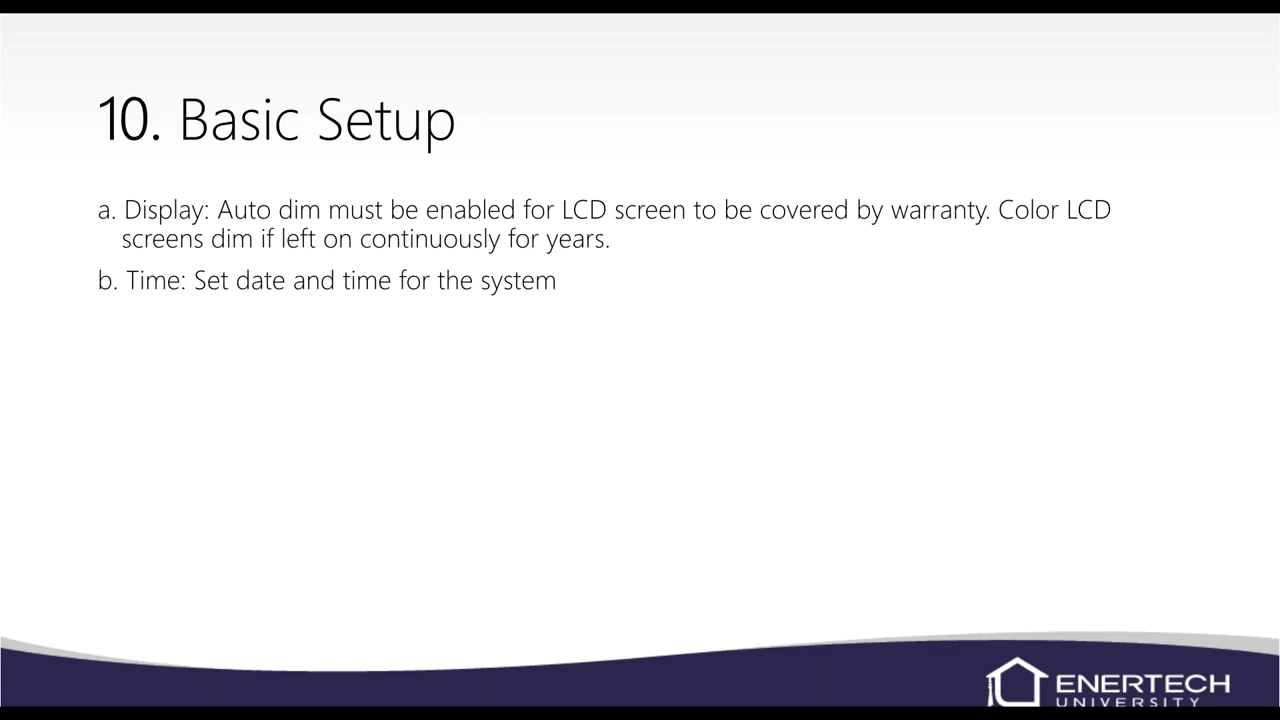 10. Basic Setup
a. Display: Auto dim must be enabled for LCD screen to be covered by warranty. Color LCD
screens dim if left on continuously for years.
b. Time: Set date and time for the system
ENERTECH
UNIVERSITY